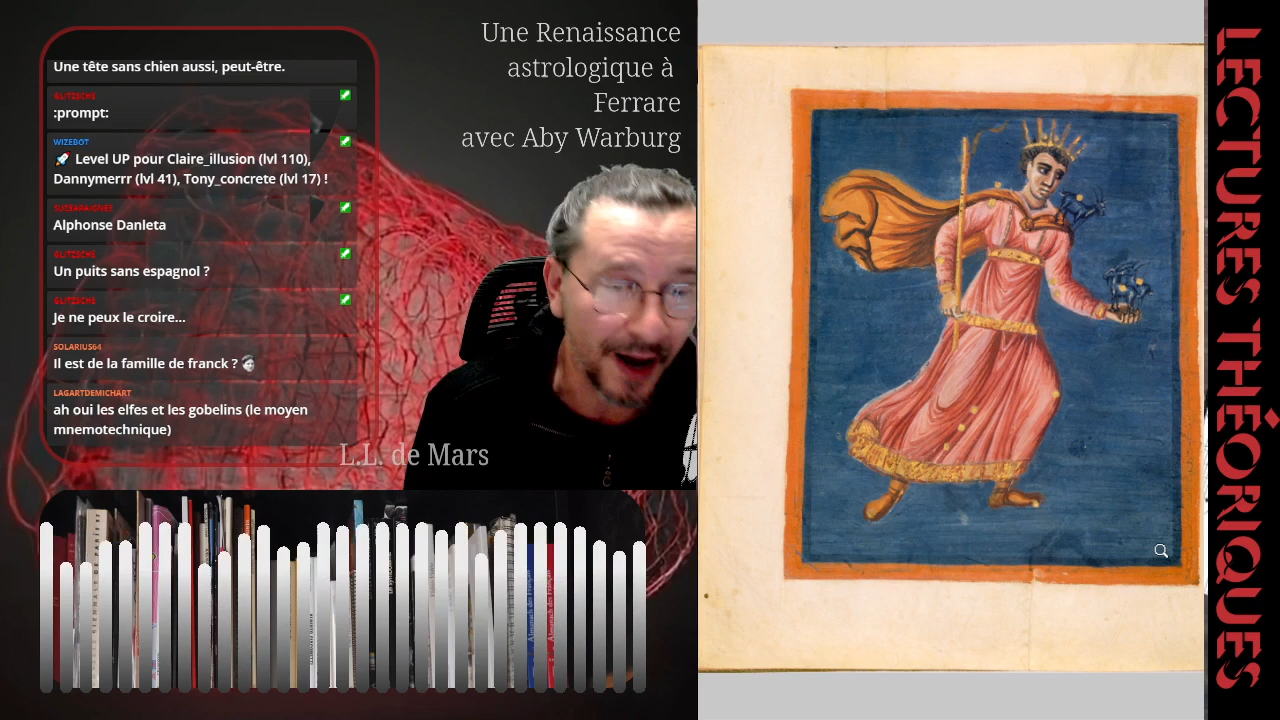 Une tête sans chien aussi, peut-être.
GLITZSCHE
:prompt:
WIZEBOT
🚀 Level UP pour Claire_illusion (lvl 110),
Dannymerrr (lvl 41), Tony_concrete (lvl 17) !
Alphonse Danleta
GLITZSCHE
Un puits sans espagnol ?
GLITZSCHE
Je ne peux le croire...
SOLARIUS64
Il est de la famille de franck ?
LAGARTDEMICHART
ah oui les elfes et les gobelins (le moyen
mnemotechnique)
Une Renaissance
astrologique à
Ferrare
avec Aby Warburg
L.L. de Mars
LECTURES THÉORIQUES